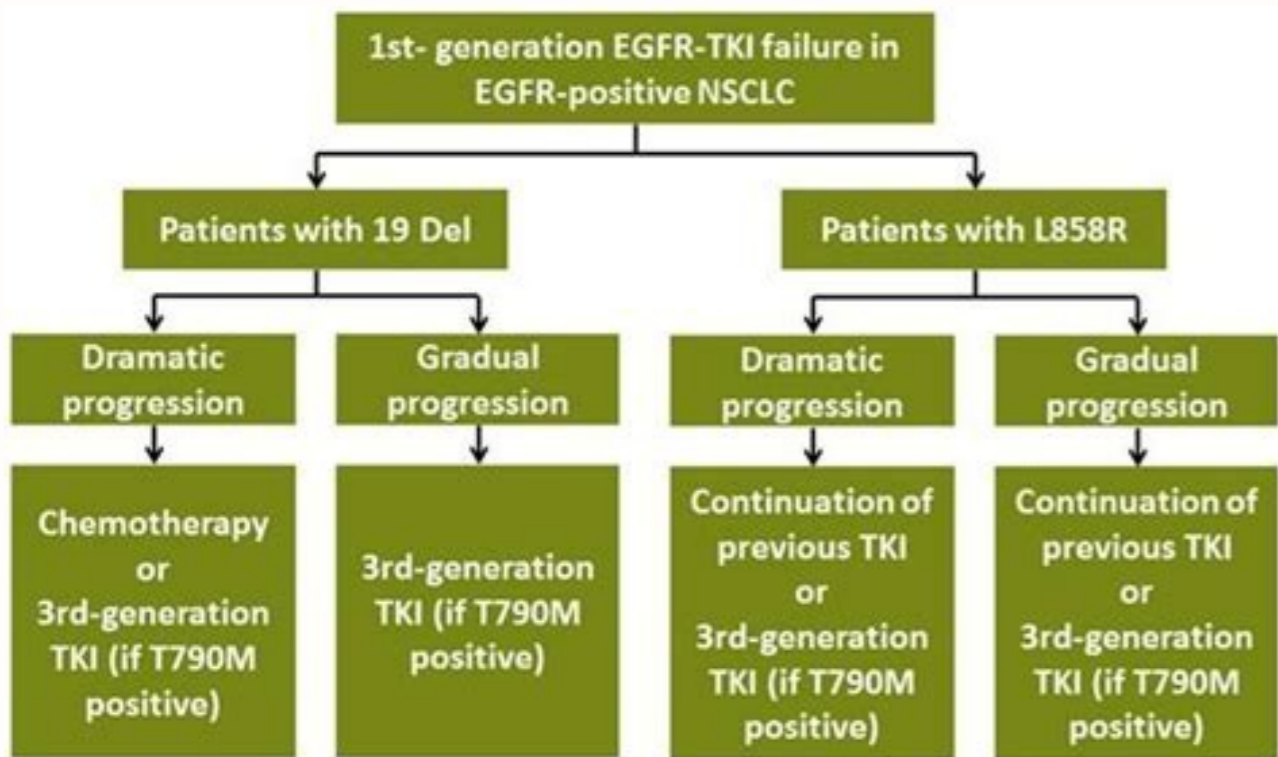 1st- generation EGFR-TKI failure in
EGFR-positive NSCLC
Patients with 19 Del
Patients with L858R
Dramatic
progression
Gradual
progression
Dramatic
progression
Gradual
progression
Chemotherapy
or
3rd-generation
TKI (if T790M
positive)
3rd-generation
TKI (if T790M
positive)
Continuation of
previous TKI
or
3rd-generation
TKI (if T790M
positive)
Continuation of
previous TKI
or
3rd-generation
TKI (if T790M
positive)